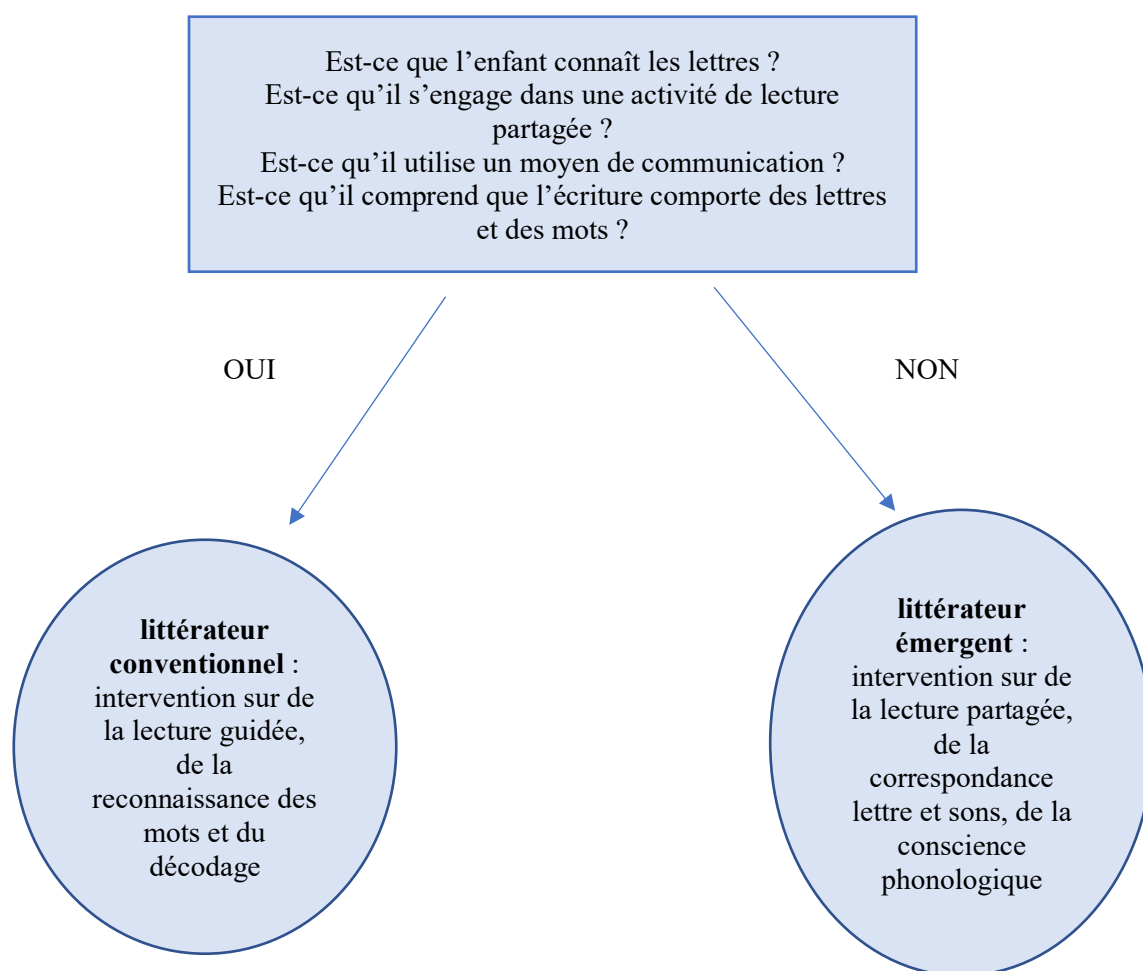 Est-ce que l’enfant connaît les lettres ?
Est-ce qu’il s’engage dans une activité de lecture
partagée ?
Est-ce qu’il utilise un moyen de communication ?
Est-ce qu’il comprend que l’écriture comporte des lettres
et des mots ?
OUI
NON
littérateur
conventionnel :
intervention sur de
la lecture guidée,
de la
reconnaissance des
mots et du
décodage
littérateur
émergent :
intervention sur de
la lecture partagée,
de la
correspondance
lettre et sons, de la
conscience
phonologique